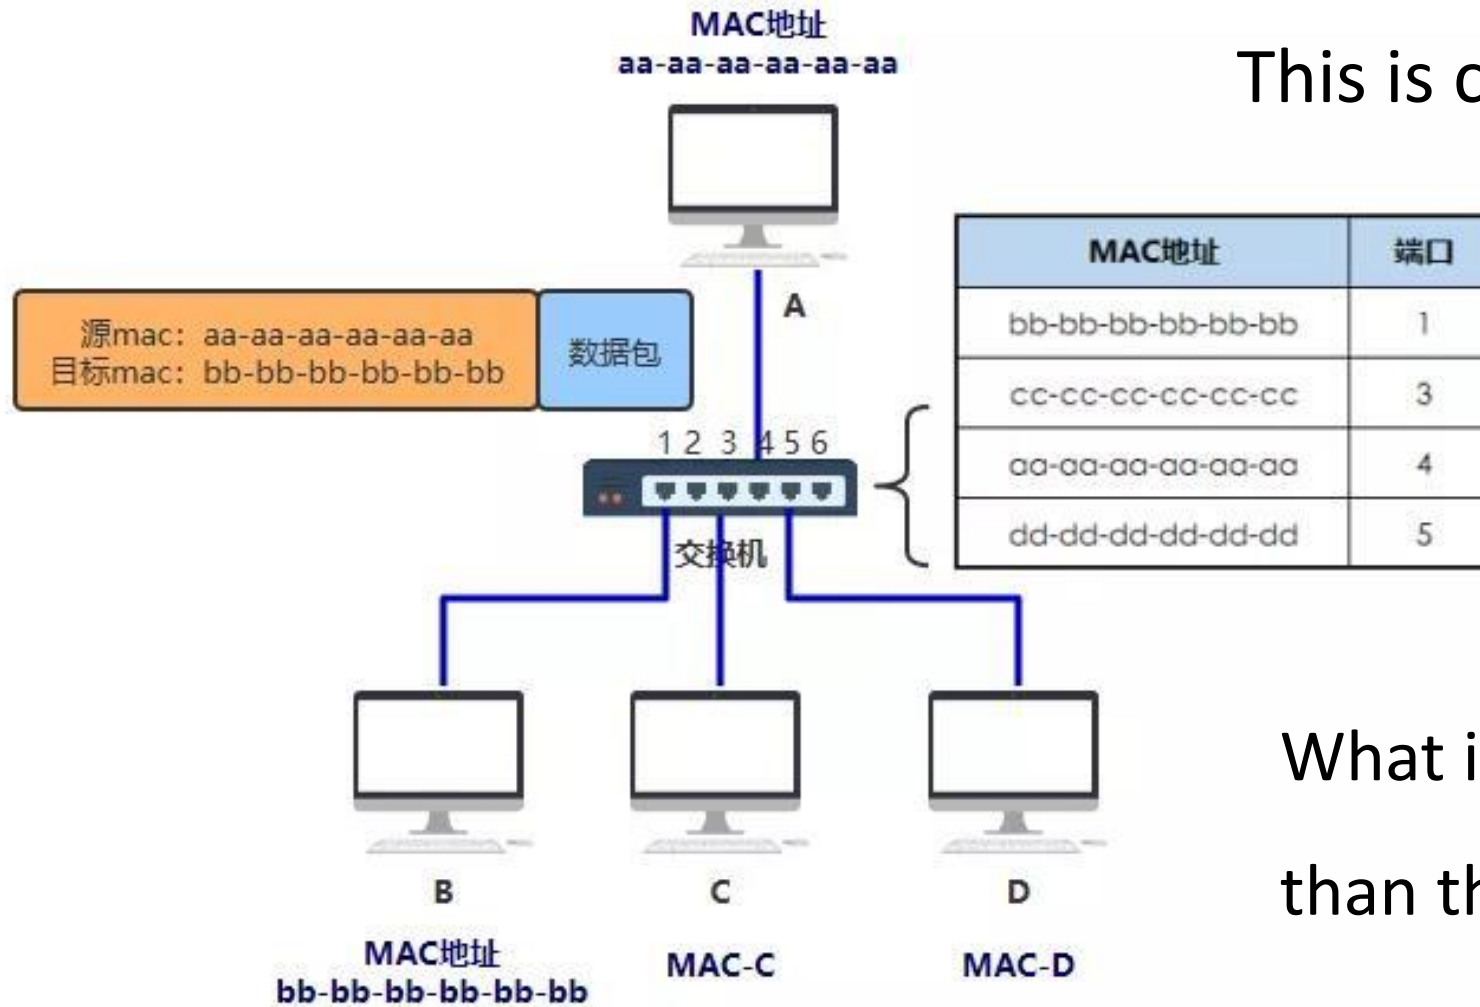 MAC地址
aa-aa-aa-aa-aa-aa
This is
A
源mac：aa-aa-aa-aa-aa-aa
目标mac：bb-bb-bb-bb-bb-bb
数据包
MAC地址 端口
bb-bb-bb-bb-bb-bb 1
cc-cc-cc-cc-cc-cc 3
aa-aa-aa-aa-aa-aa 4
dd-dd-dd-dd-dd-dd 5
1 2 3 4 5 6
交换机
What
than
B
C
D
MAC地址
bb-bb-bb-bb-bb-bb
MAC-C
MAC-D